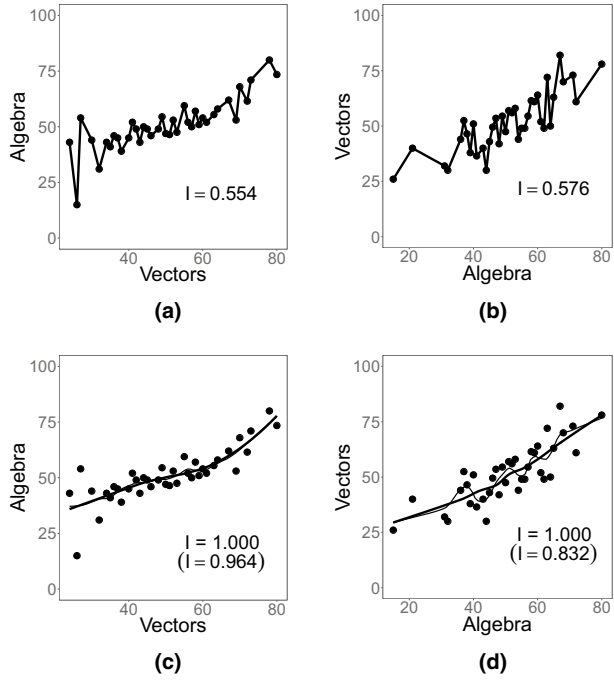 100
75
50
25
0
Algebra
I = 0.554
40 60 80
Vectors
(a)
100
75
50
25
0
Vectors
I = 0.576
20 40 60 80
Algebra
(b)
100
75
50
25
0
Algebra
I = 1.000
(I = 0.964)
40 60 80
Vectors
(c)
100
75
50
25
0
Vectors
I = 1.000
(I = 0.832)
20 40 60 80
Algebra
(d)